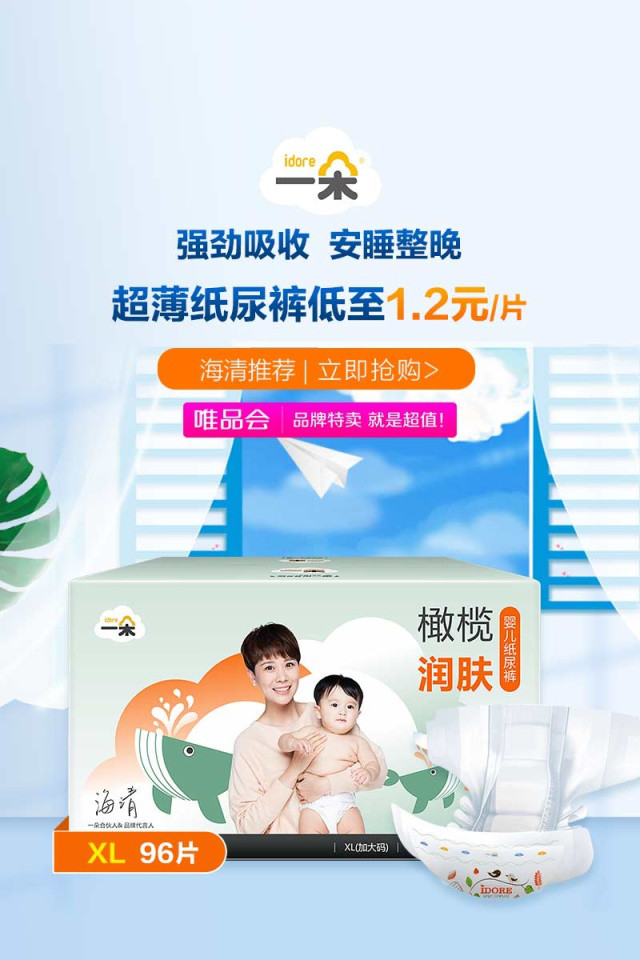 idore
一朵
强劲吸收 安睡整晚
超薄纸尿裤低至1.2元/片
海清推荐 | 立即抢购>
唯品会 | 品牌特卖 就是超值!
idore
一朵
橄榄
润肤
婴儿纸尿裤
海清
一朵合伙人& 品牌代言人
XL 96片
XL(加大码)
iDORE